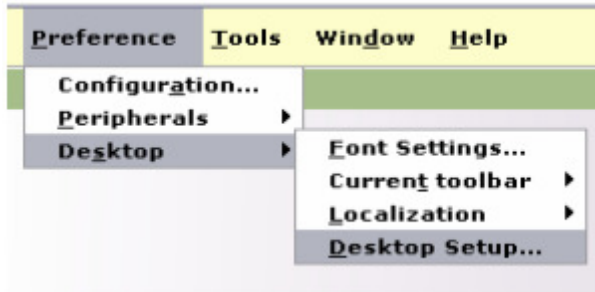 Preference Tools Window Help
Configuration...
Peripherals
Desktop
Font Settings...
Current toolbar
Localization
Desktop Setup...